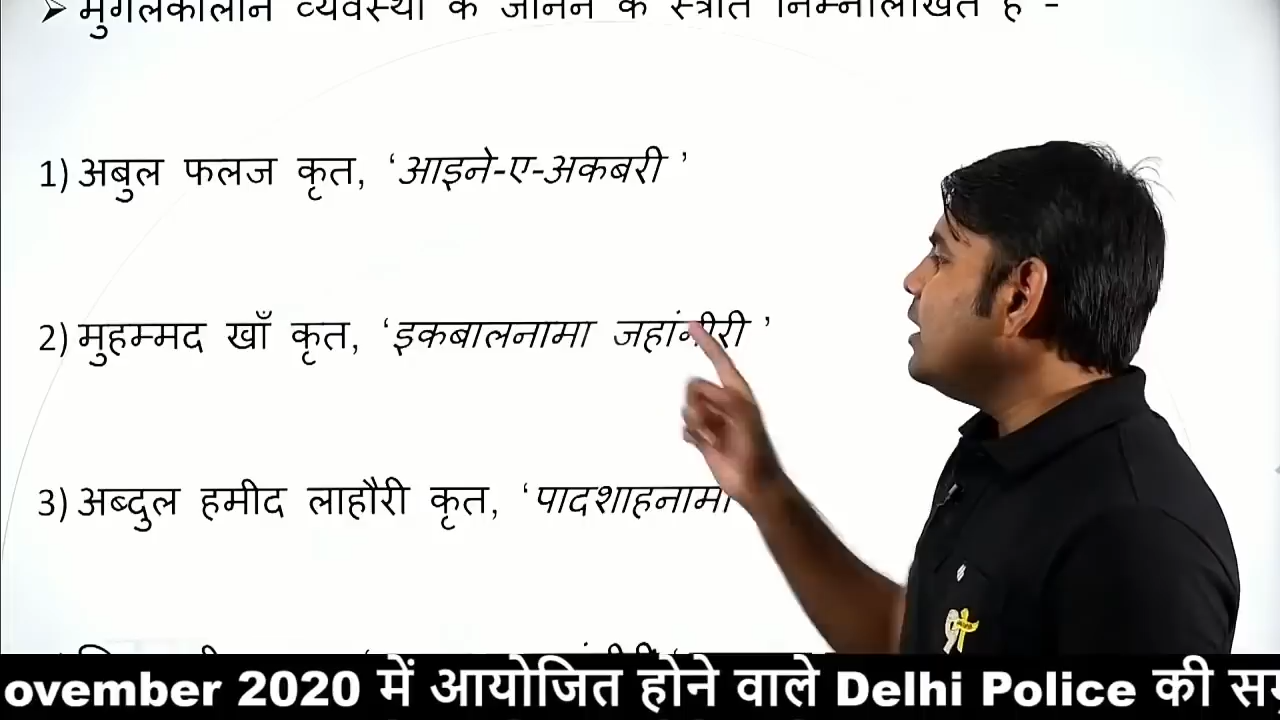 ➤ मुगलकालीन व्यवस्था के जानने के स्त्रोत निम्नलिखित है -
1) अबुल फलज कृत, ‘आइने-ए-अकबरी ’
2) मुहम्मद खाँ कृत, ‘इकबालनामा जहांगीरी ’
3) अब्दुल हमीद लाहौरी कृत, ‘पादशाहनामा
ovember 2020 में आयोजित होने वाले Delhi Police की